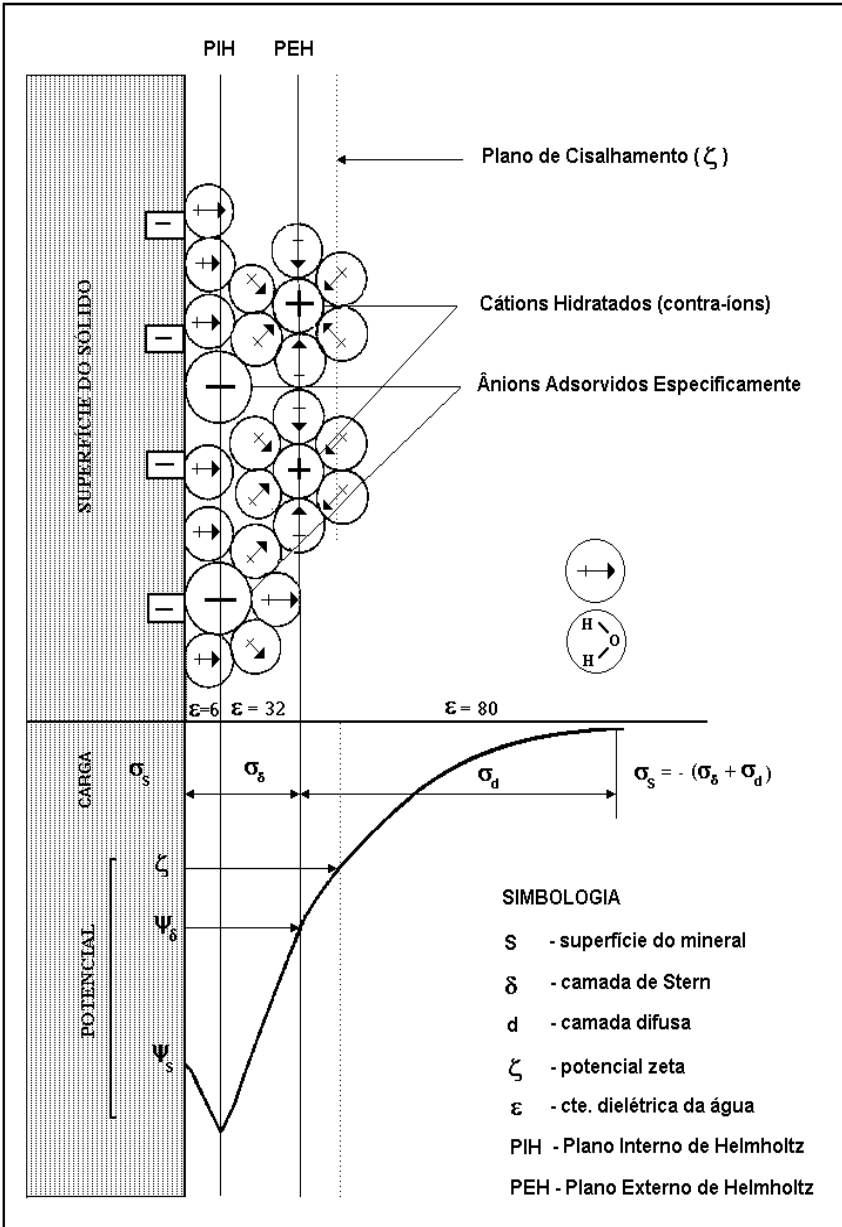 PIH PEH
Plano de Cisalhamento ( ζ )
SUPERFÍCIE DO SÓLIDO
Cátions Hidratados (contra-íons)
Ânions Adsorvidos Especificamente
H
O
H
ε=6 ε = 32 ε = 80
CARGA
σs σδ σd σs = - (σδ + σd)
POTENCIAL
ζ
Ψδ
Ψs
SIMBOLOGIA
S - superfície do mineral
δ - camada de Stern
d - camada difusa
ζ - potencial zeta
ε - cte. dielétrica da água
PIH - Plano Interno de Helmholtz
PEH - Plano Externo de Helmholtz